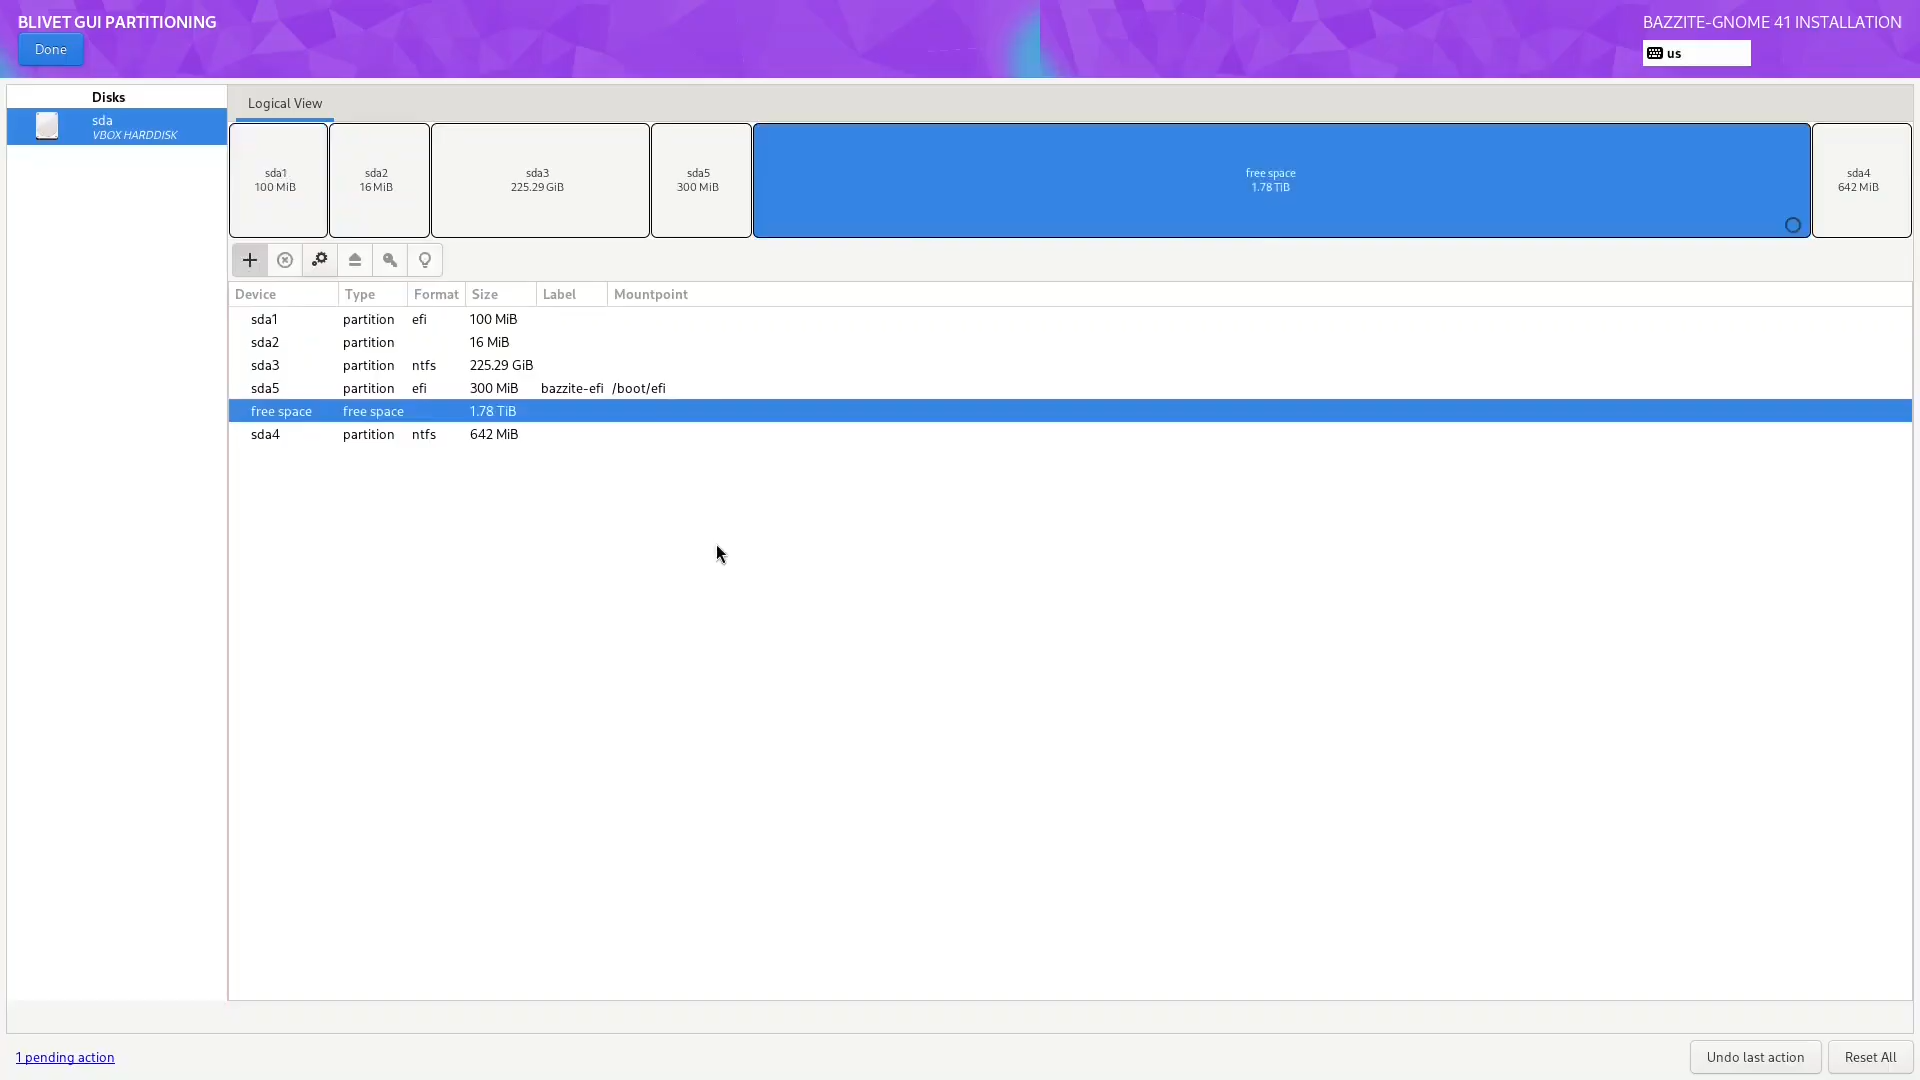 BLIVET GUI PARTITIONING
BAZZITE-GNOME 41 INSTALLATION
Done
us
Disks
sda
VBOX HARDDISK
Logical View
sda1
100 MiB
sda2
16 MiB
sda3
225.29 GiB
sda5
300 MiB
free space
1.78 TiB
sda4
642 MiB
Device Type Format Size Label Mountpoint
sda1 partition efi 100 MiB
sda2 partition 16 MiB
sda3 partition ntfs 225.29 GiB
sda5 partition efi 300 MiB bazzite-efi /boot/efi
free space free space 1.78 TiB
sda4 partition ntfs 642 MiB
1 pending action
Undo last action
Reset All